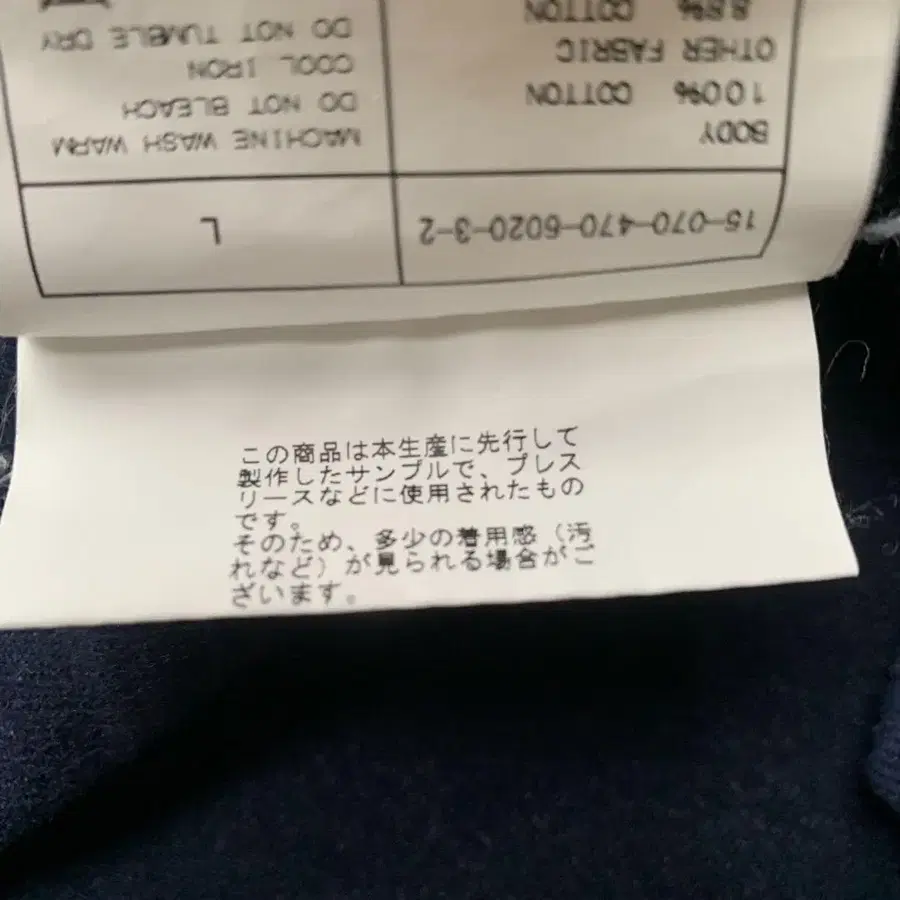 15-070-470-6020-3-2
L
BODY
100% COTTON
OTHER FABRIC
COTTON
MACHINE WASH WARM
DO NOT BLEACH
COOL IRON
DO NOT TUMBLE DRY
この商品は本生産に先行して
製作したサンプルで、プレス
リースなどに使用されたもの
です。
そのため、多少の着用感（汚
れなど）が見られる場合がご
ざいます。